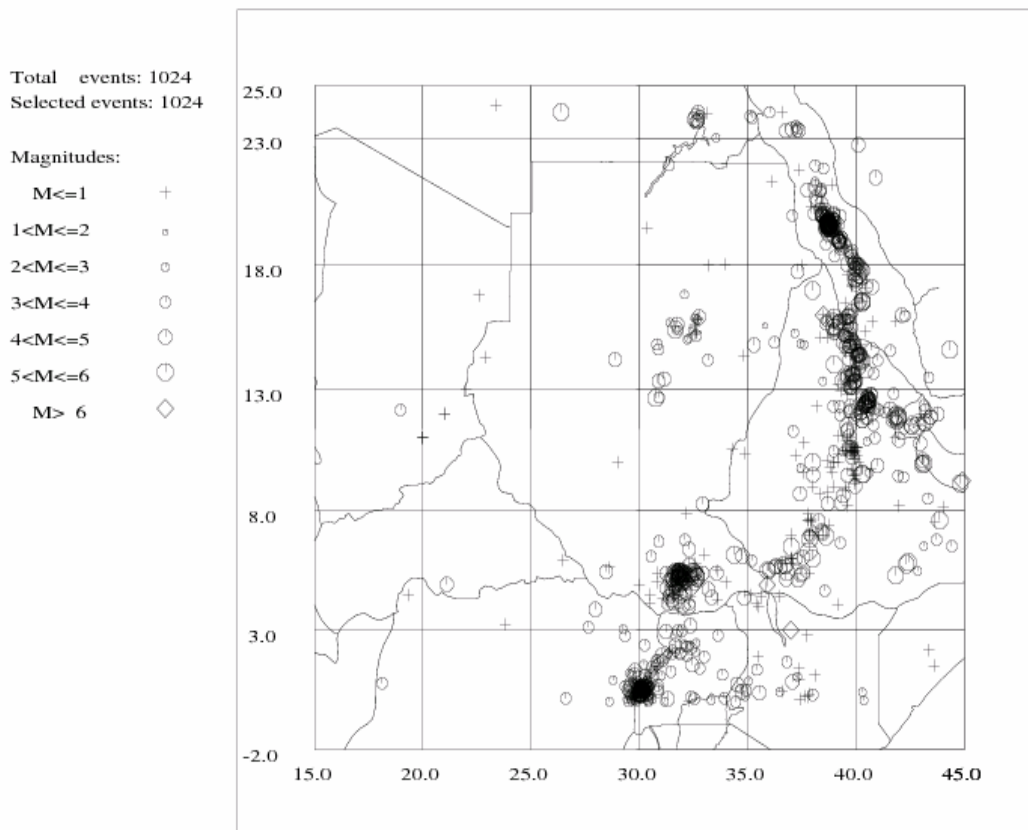 Total events: 1024
Selected events: 1024
Magnitudes:
M<=1
1<M<=2
2<M<=3
3<M<=4
4<M<=5
5<M<=6
M> 6
25.0
23.0
18.0
13.0
8.0
3.0
-2.0
15.0 20.0 25.0 30.0 35.0 40.0 45.0